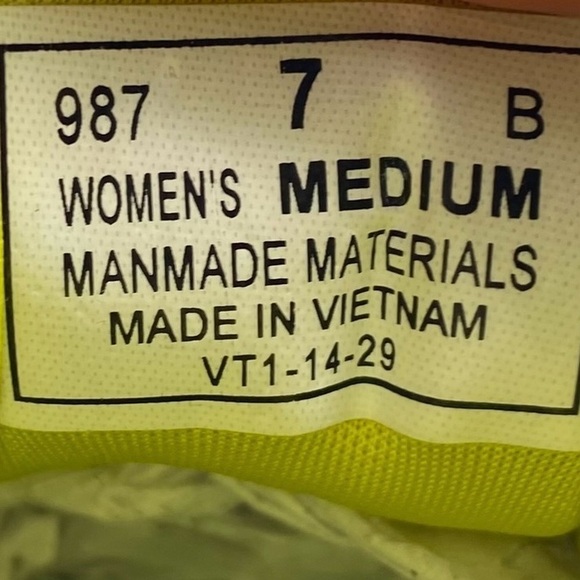 987 7 B
WOMEN'S MEDIUM
MANMADE MATERIALS
MADE IN VIETNAM
VT1-14-29